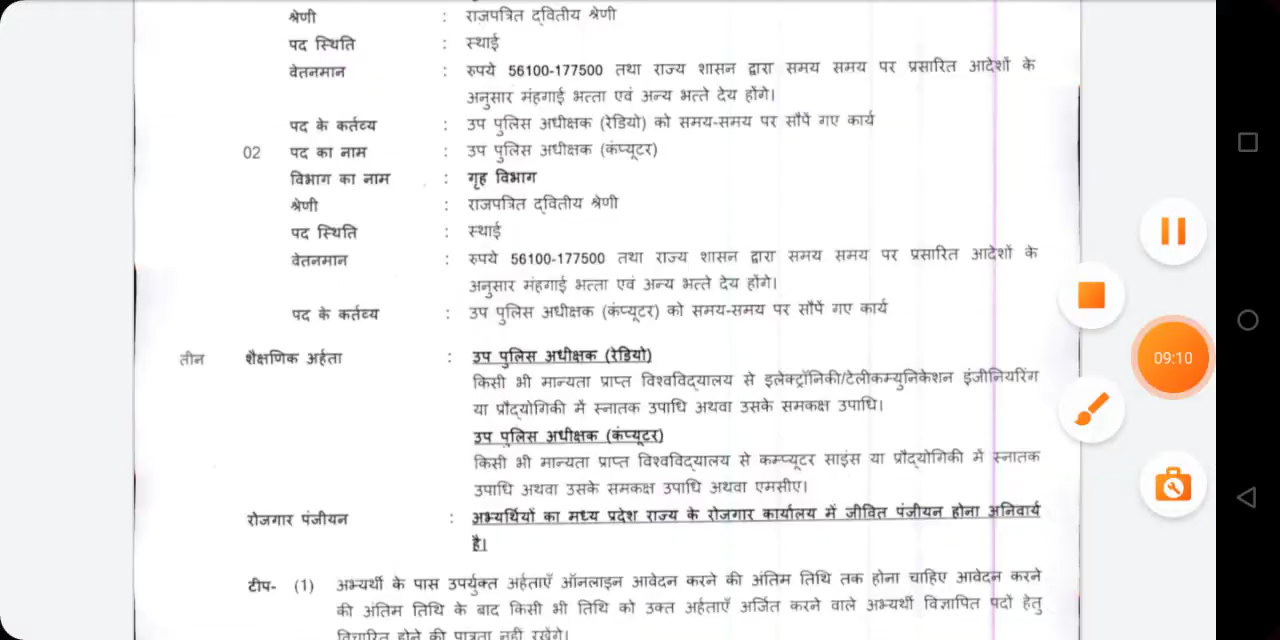 श्रेणी : राजपत्रित द्वितीय श्रेणी
पद स्थिति : स्थाई
वेतनमान : रुपये 56100-177500 तथा राज्य शासन द्वारा समय समय पर प्रसारित आदेशों के
अनुसार मंहगाई भत्ता एवं अन्य भत्ते देय होंगे।
पद के कर्तव्य : उप पुलिस अधीक्षक (रेडियो) को समय-समय पर सौपें गए कार्य
02 पद का नाम : उप पुलिस अधीक्षक (कंप्यूटर)
विभाग का नाम : गृह विभाग
श्रेणी : राजपत्रित द्वितीय श्रेणी
पद स्थिति : स्थाई
वेतनमान : रुपये 56100-177500 तथा राज्य शासन द्वारा समय समय पर प्रसारित आदेशों के
अनुसार मंहगाई भत्ता एवं अन्य भत्ते देय होंगे।
पद के कर्तव्य : उप पुलिस अधीक्षक (कंप्यूटर) को समय-समय पर सौपें गए कार्य
तीन शैक्षणिक अर्हता : उप पुलिस अधीक्षक (रेडियो)
किसी भी मान्यता प्राप्त विश्वविद्यालय से इलेक्ट्रॉनिकी/टेलीकम्युनिकेशन इंजीनियरिंग
या प्रौद्योगिकी में स्नातक उपाधि अथवा उसके समकक्ष उपाधि।
उप पुलिस अधीक्षक (कंप्यूटर)
किसी भी मान्यता प्राप्त विश्वविद्यालय से कम्प्यूटर साइंस या प्रौद्योगिकी में स्नातक
उपाधि अथवा उसके समकक्ष उपाधि अथवा एमसीए।
रोजगार पंजीयन : अभ्यर्थियों का मध्य प्रदेश राज्य के रोजगार कार्यालय में जीवित पंजीयन होना अनिवार्य
है।
टीप- (1) अभ्यर्थी के पास उपर्युक्त अर्हताएँ ऑनलाइन आवेदन करने की अंतिम तिथि तक होना चाहिए आवेदन करने
की अंतिम तिथि के बाद किसी भी तिथि को उक्त अर्हताएँ अर्जित करने वाले अभ्यर्थी विज्ञापित पदों हेतु
विचारित होने की पात्रता नहीं रखेंगे।
09:10